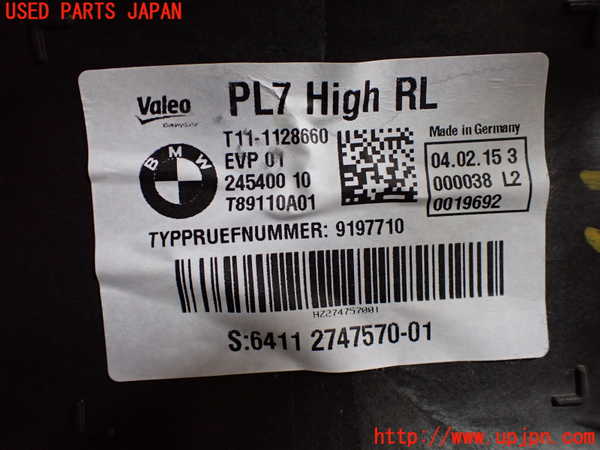 USED PARTS JAPAN
Valeo
PL7 High RL
T11-1128660
EVP 01
245400 10
T89110A01
BMW
Made in Germany
04.02.15 3
000038 L2
0019692
TYPPRUEFNUMMER: 9197710
HZ274757001
S:6411 2747570-01
http://www.upjpn.com/